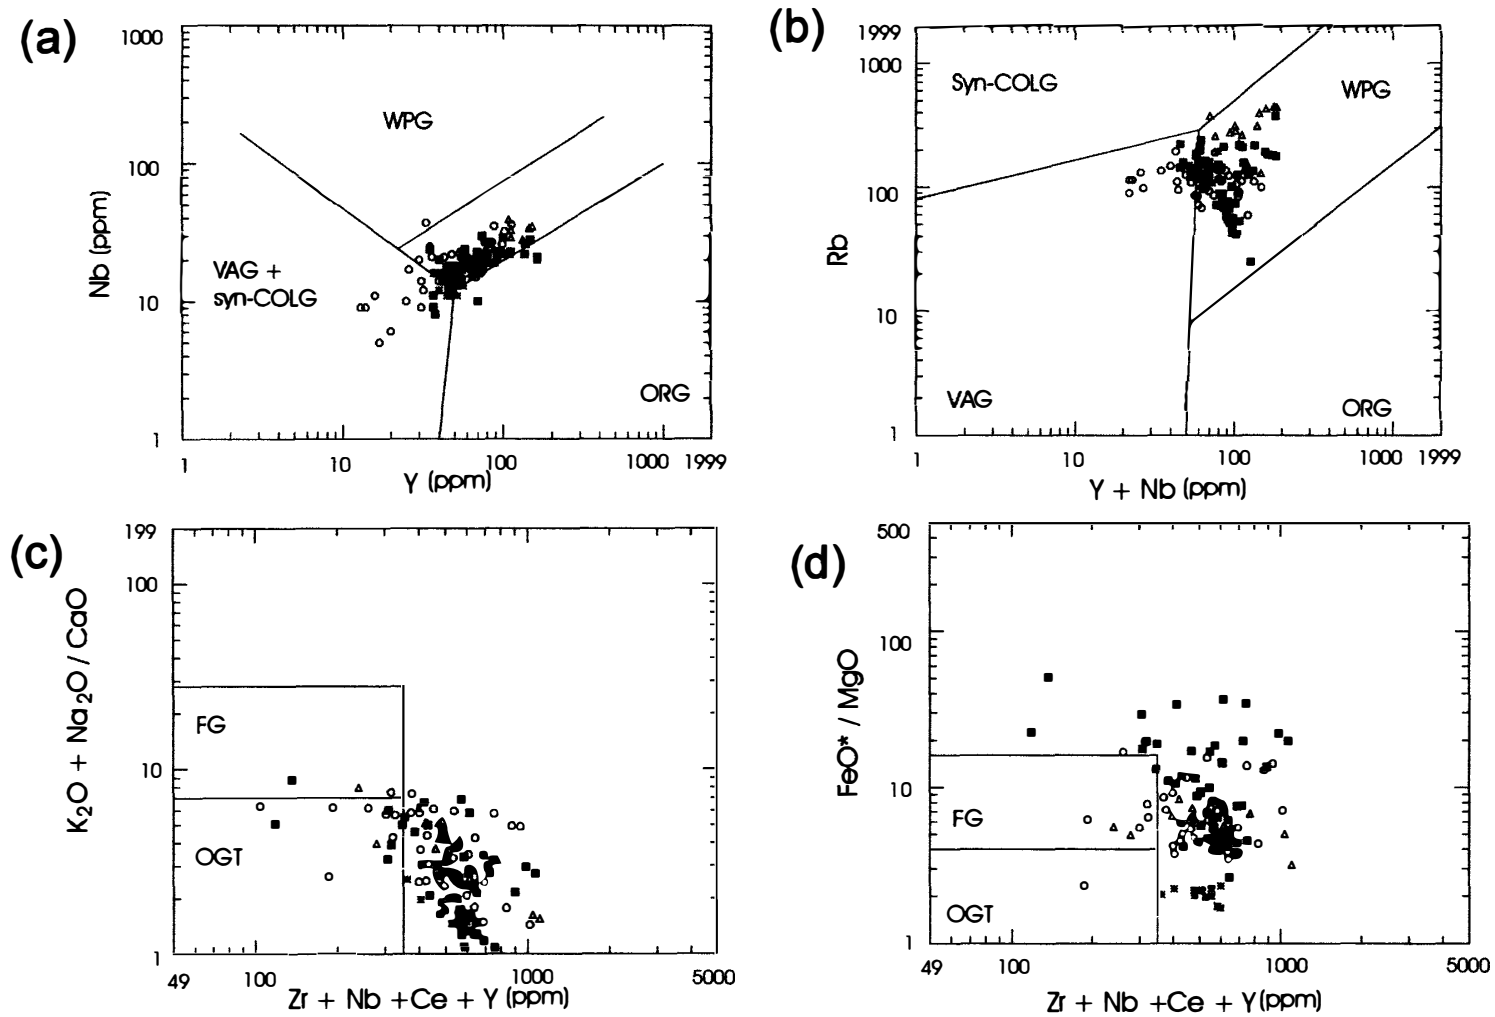 (a)
1000
100
10
1
Nb (ppm)
WPG
VAG +
syn-COLG
ORG
1 10 100 1000 1999
Y (ppm)
(b)
1999
1000
100
10
1
Rb
Syn-COLG
WPG
VAG
ORG
1 10 100 1000 1999
Y + Nb (ppm)
(c)
199
100
10
1
K₂O + Na₂O / CaO
FG
OGT
49 100 1000 5000
Zr + Nb +Ce + Y (ppm)
(d)
500
100
10
1
FeO* / MgO
FG
OGT
49 100 1000 5000
Zr + Nb +Ce + Y (ppm)